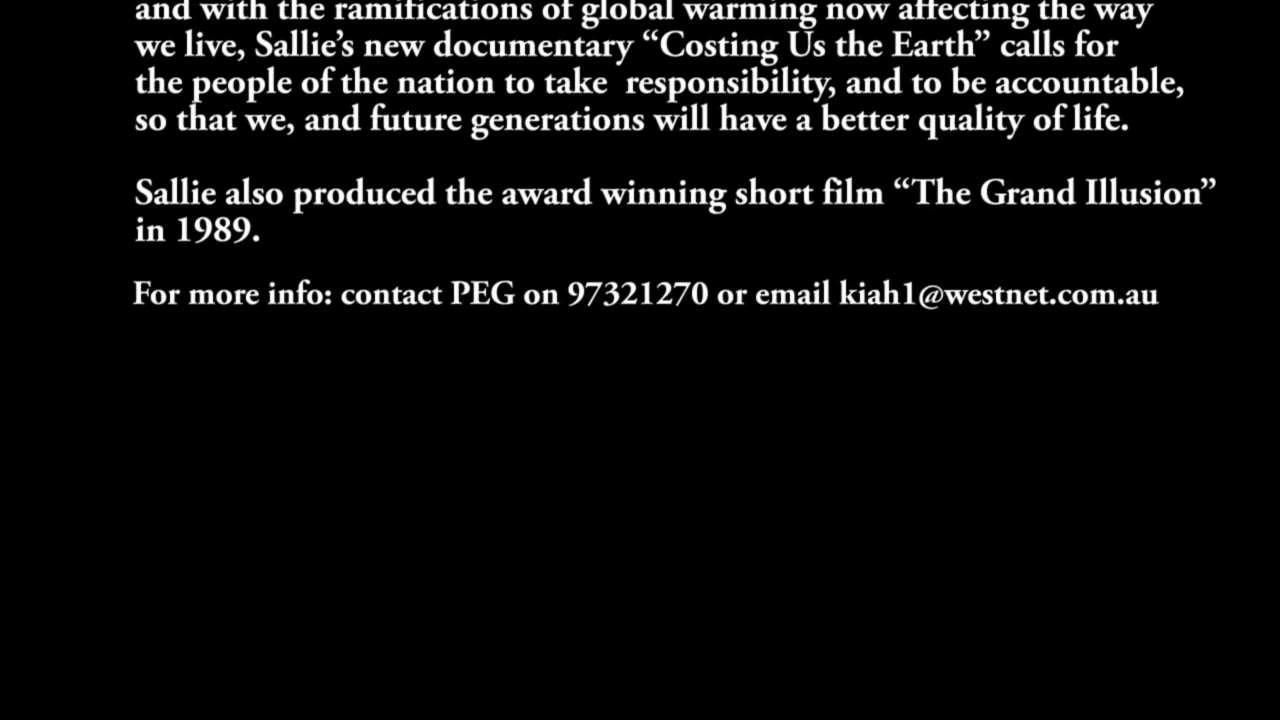 and with the ramifications of global warming now affecting the way
we live, Sallie’s new documentary “Costing Us the Earth” calls for
the people of the nation to take  responsibility, and to be accountable,
so that we, and future generations will have a better quality of life.
Sallie also produced the award winning short film “The Grand Illusion”
in 1989.
For more info: contact PEG on 97321270 or email kiah1@westnet.com.au